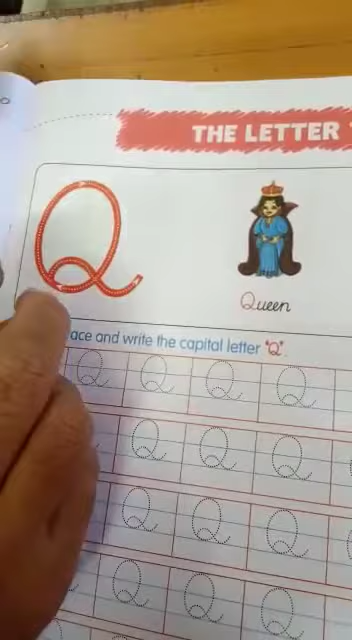 THE LETTER
Q
Queen
ace and write the capital letter "Q".
Q Q Q Q
Q Q Q
Q Q Q
Q Q Q